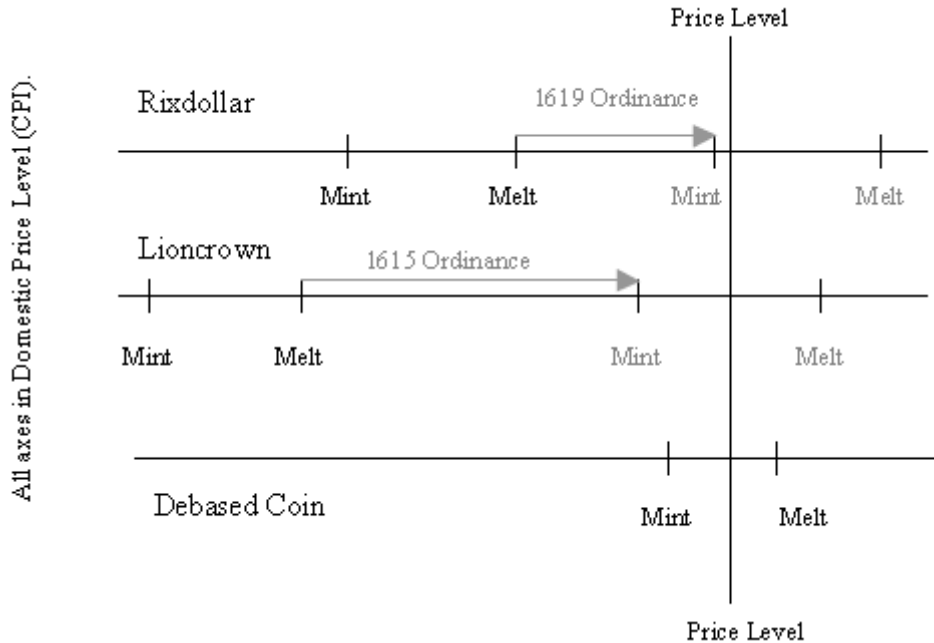 Price Level
All axes in Domestic Price Level (CPI).
Rixdollar
1619 Ordinance
Mint
Melt
Mint
Melt
Lioncrown
1615 Ordinance
Mint
Melt
Mint
Melt
Debased Coin
Mint
Melt
Price Level